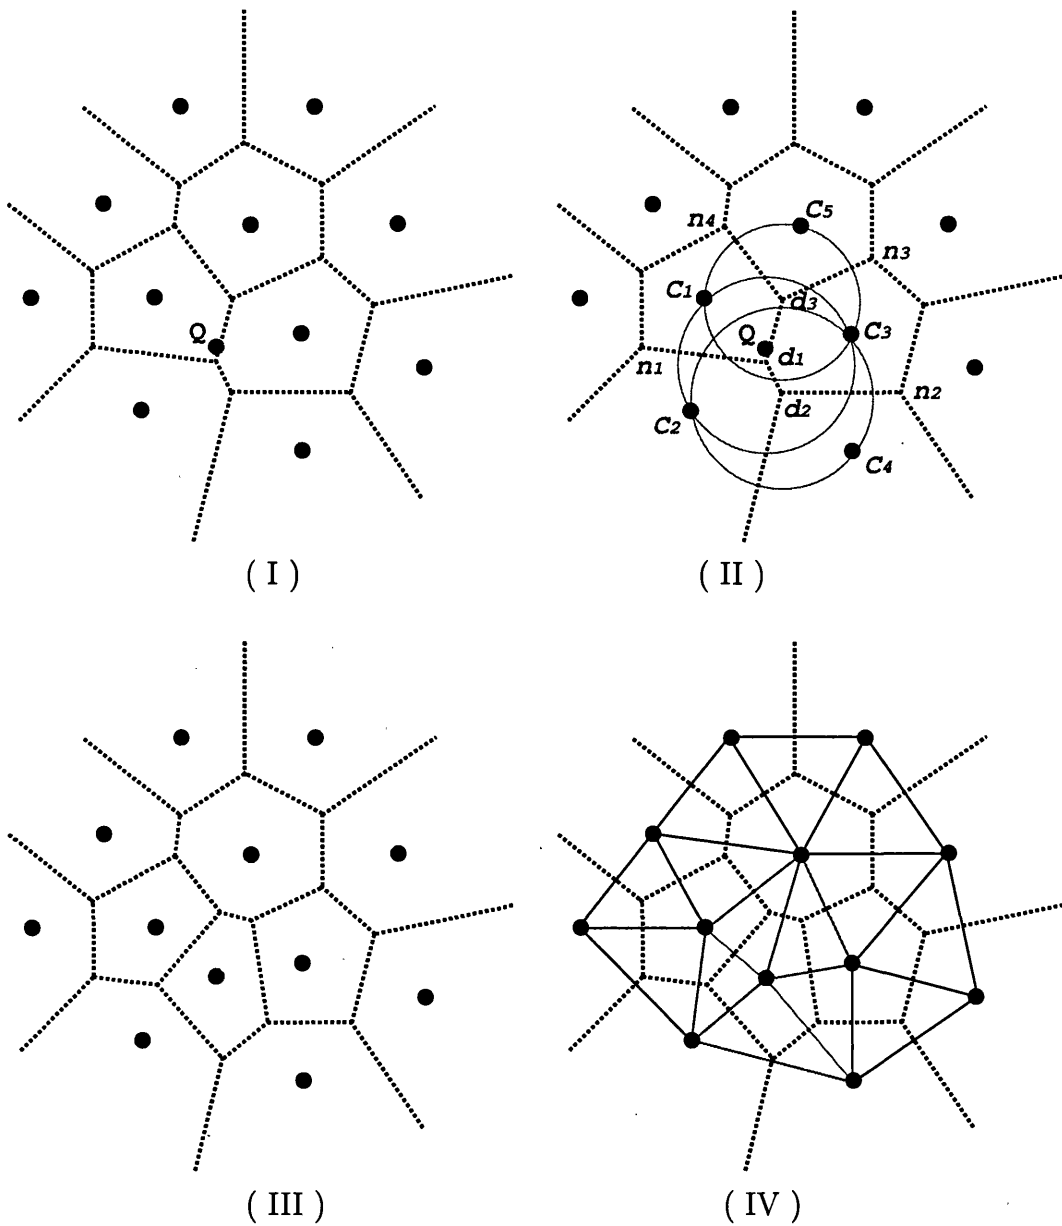 Q
( I )
C5
n4
n3
C1
d3
Q
C3
d1
n1
n2
C2
d2
C4
( II )
( III )
( IV )